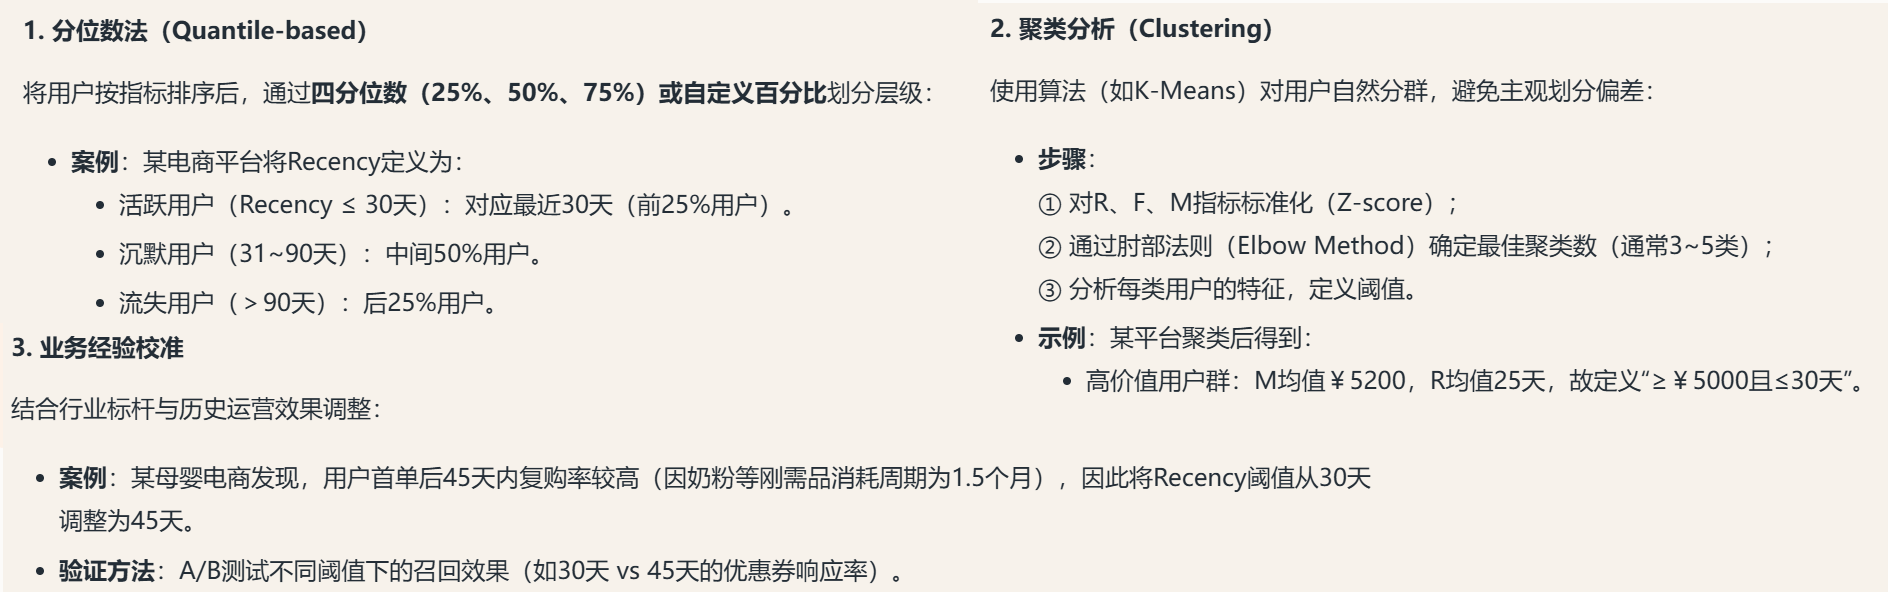 1. 分位数法（Quantile-based）
将用户按指标排序后，通过四分位数（25%、50%、75%）或自定义百分比划分层级：
案例：某电商平台将Recency定义为：
活跃用户（Recency ≤ 30天）：对应最近30天（前25%用户）。
沉默用户（31~90天）：中间50%用户。
流失用户（＞90天）：后25%用户。
2. 聚类分析（Clustering）
使用算法（如K-Means）对用户自然分群，避免主观划分偏差：
步骤：
① 对R、F、M指标标准化（Z-score）；
② 通过肘部法则（Elbow Method）确定最佳聚类数（通常3~5类）；
③ 分析每类用户的特征，定义阈值。
示例：某平台聚类后得到：
高价值用户群：M均值￥5200，R均值25天，故定义“≥￥5000且≤30天”。
3. 业务经验校准
结合行业标杆与历史运营效果调整：
案例：某母婴电商发现，用户首单后45天内复购率较高（因奶粉等刚需品消耗周期为1.5个月），因此将Recency阈值从30天
调整为45天。
验证方法：A/B测试不同阈值下的召回效果（如30天 vs 45天的优惠券响应率）。